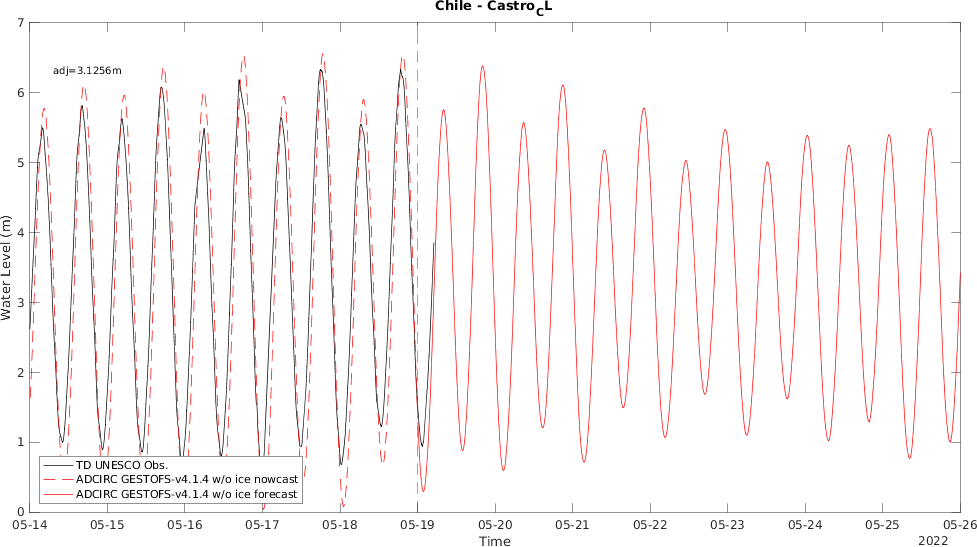 Chile - Castro_CL
7
adj=3.1256m
6
5
4
3
2
1
0
Water Level (m)
TD UNESCO Obs.
ADCIRC GESTOFS-v4.1.4 w/o ice nowcast
ADCIRC GESTOFS-v4.1.4 w/o ice forecast
05-14 05-15 05-16 05-17 05-18 05-19 05-20 05-21 05-22 05-23 05-24 05-25 05-26
Time
2022